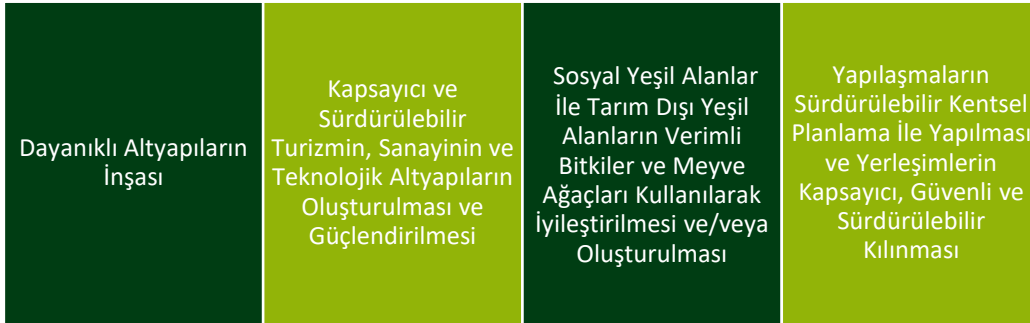 Dayanıklı Altyapıların
İnşası
Kapsayıcı ve
Sürdürülebilir
Turizmin, Sanayinin ve
Teknolojik Altyapıların
Oluşturulması ve
Güçlendirilmesi
Sosyal Yeşil Alanlar
İle Tarım Dışı Yeşil
Alanların Verimli
Bitkiler ve Meyve
Ağaçları Kullanılarak
İyileştirilmesi ve/veya
Oluşturulması
Yapılaşmaların
Sürdürülebilir Kentsel
Planlama İle Yapılması
ve Yerleşimlerin
Kapsayıcı, Güvenli ve
Sürdürülebilir
Kılınması